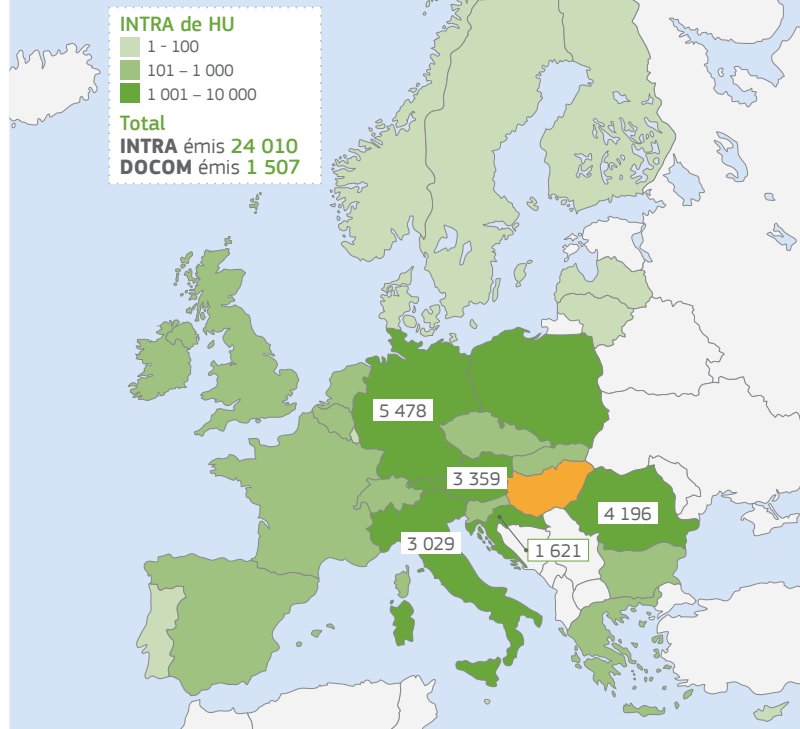 INTRA de HU
1 - 100
101 – 1 000
1 001 – 10 000
Total
INTRA émis 24 010
DOCOM émis 1 507
5 478
3 359
4 196
3 029
1 621